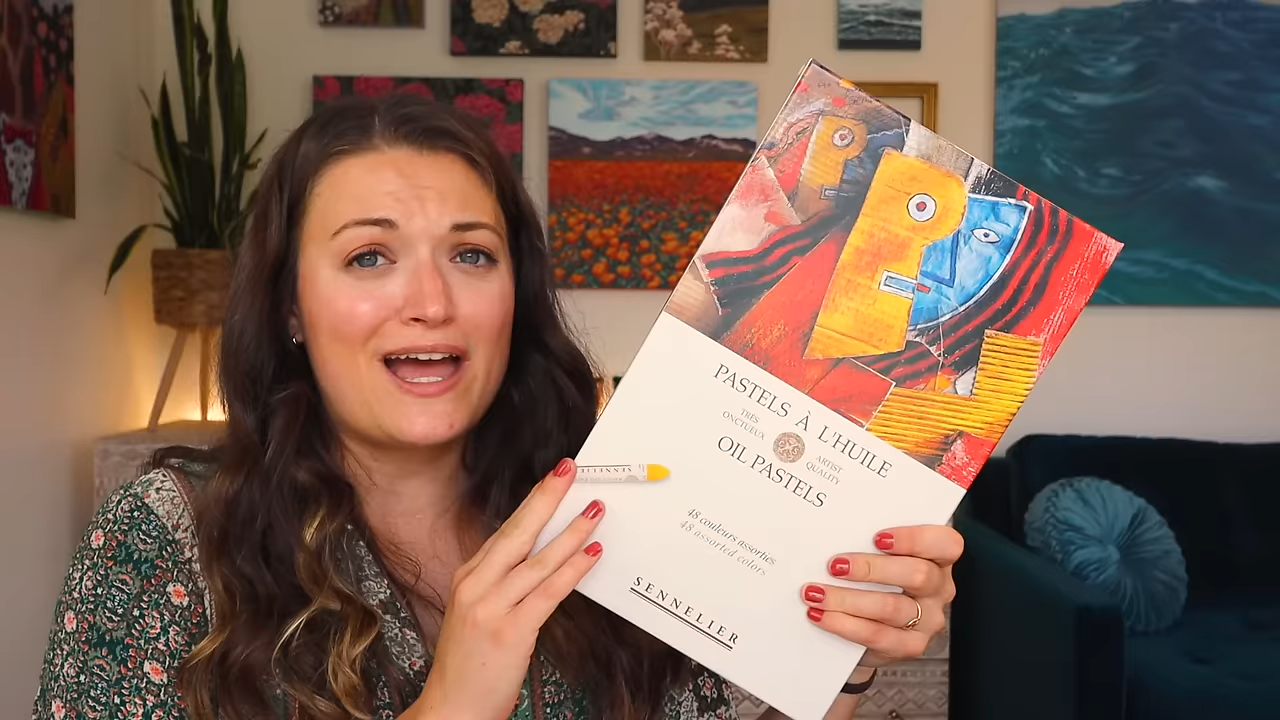 PASTELS À L'HUILE
TRÈS
ONCTUEUX
ARTIST
QUALITY
OIL PASTELS
SENNELIER
48 couleurs assorties
48 assorted colors
SENNELIER